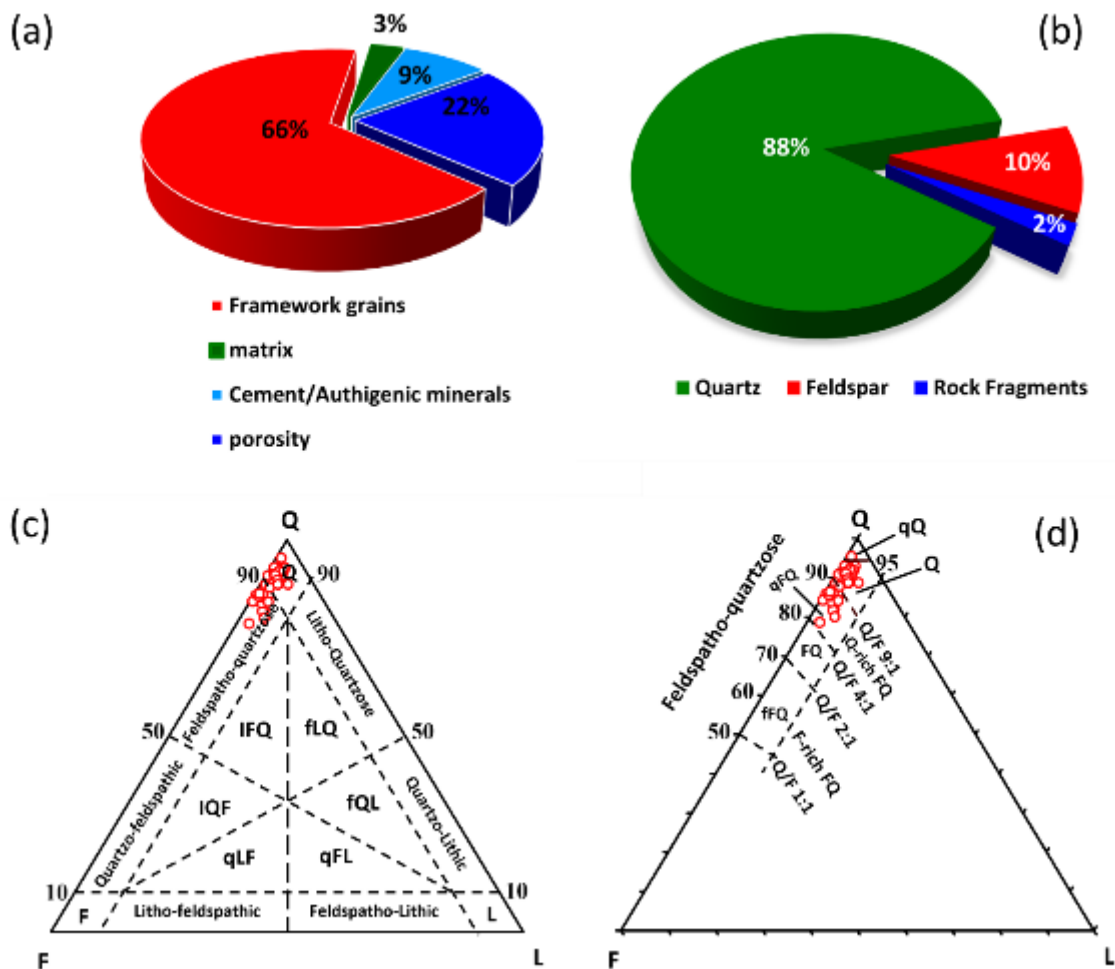 (a)
3%
9%
22%
66%
Framework grains
matrix
Cement/Authigenic minerals
porosity
(b)
88%
10%
2%
Quartz Feldspar Rock Fragments
(c)
Q
90 Q 90
Feldspatho-quartzose
Litho-Quartzose
50 lFQ fLQ 50
Quartzo-feldspathic
Quartzo-Lithic
lQF fQL
qLF qFL
10 10
F Litho-feldspathic Feldspatho-Lithic L
F L
(d)
Q
qQ
95
Q
90
80
70
60
50
Feldspatho-quartzose
qFQ
FQ
fFQ
Q/F 9:1
Q-rich FQ
Q/F 4:1
Q/F 2:1
F-rich FQ
Q/F 1:1
F L